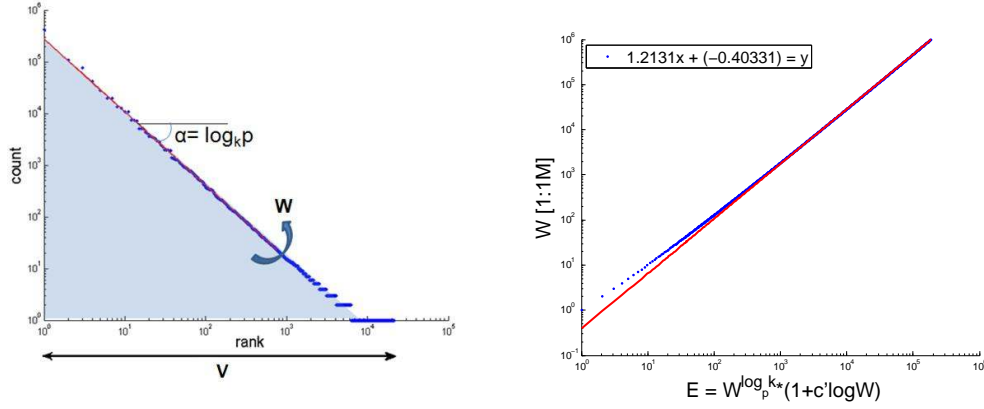 10^6
10^5
10^4
10^3
10^2
10^1
10^0
count
α= log_k p
W
10^0 10^1 10^2 10^3 10^4 10^5
rank
V
10^6
10^5
10^4
10^3
10^2
10^1
10^0
10^−1
W [1:1M]
1.2131x + (−0.40331) = y
10^0 10^1 10^2 10^3 10^4 10^5 10^6
E = W^{log_p k}*(1+c'logW)